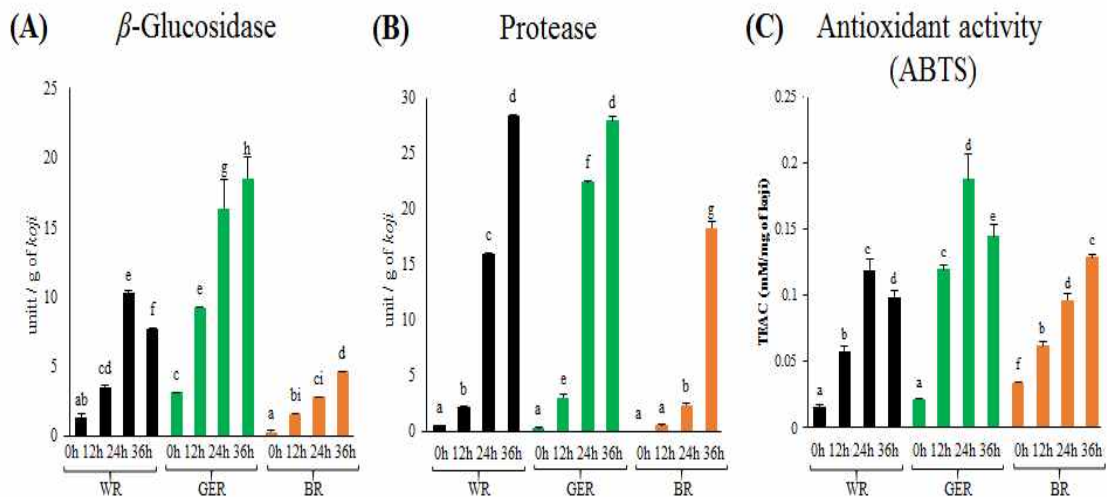 (A) β-Glucosidase
25
20
15
10
5
0
unitt / g of koji
ab cd e f c e g h a bi ci d
0h 12h 24h 36h 0h 12h 24h 36h 0h 12h 24h 36h
WR GER BR
(B) Protease
30
25
20
15
10
5
0
unit / g of koji
a b c d a e f d a a b g
0h 12h 24h 36h 0h 12h 24h 36h 0h 12h 24h 36h
WR GER BR
(C) Antioxidant activity
(ABTS)
0.25
0.2
0.15
0.1
0.05
0
TEAC (mM/mg of koji)
a b c d a c d e f b d c
0h 12h 24h 36h 0h 12h 24h 36h 0h 12h 24h 36h
WR GER BR